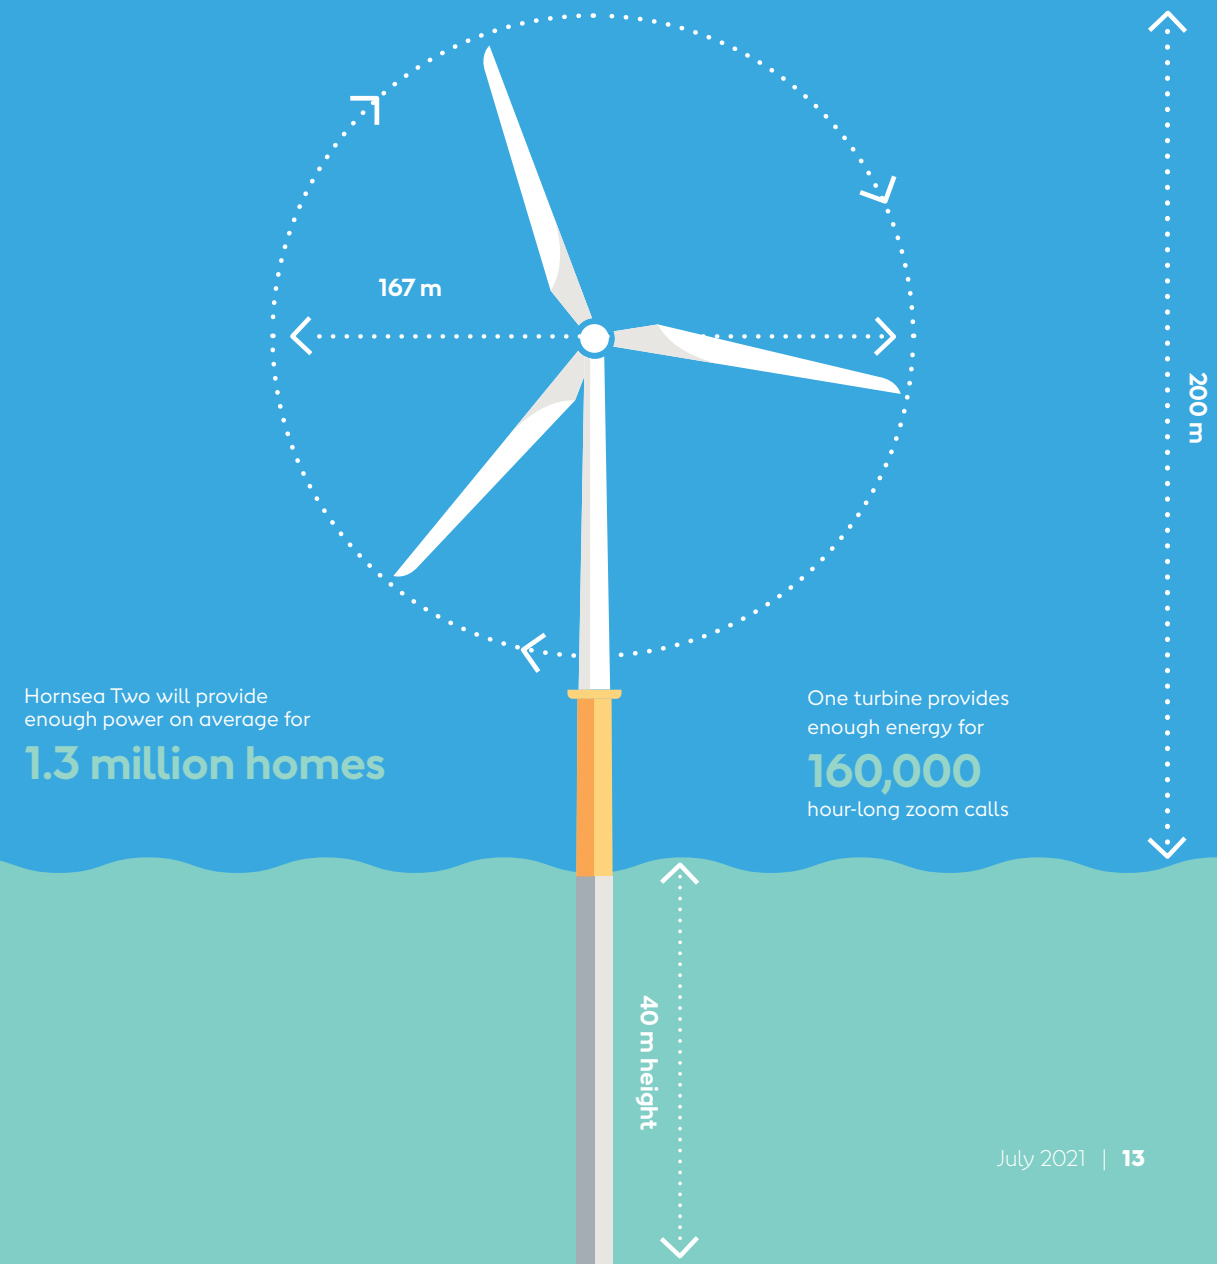 167 m
200 m
Hornsea Two will provide
enough power on average for
1.3 million homes
One turbine provides
enough energy for
160,000
hour-long zoom calls
40 m height
July 2021 | 13